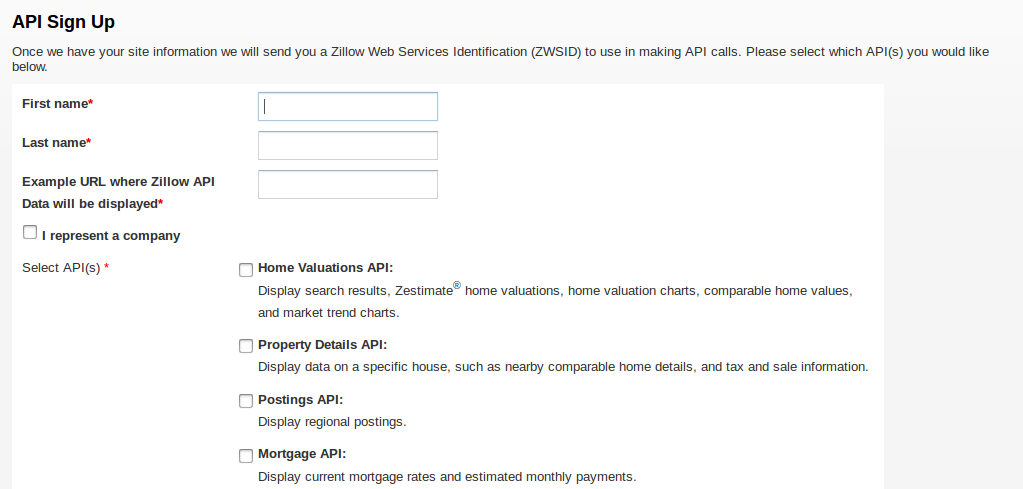 API Sign Up
Once we have your site information we will send you a Zillow Web Services Identification (ZWSID) to use in making API calls. Please select which API(s) you would like
below.
First name*
Last name*
Example URL where Zillow API
Data will be displayed*
I represent a company
Select API(s) *
Home Valuations API:
Display search results, Zestimate® home valuations, home valuation charts, comparable home values,
and market trend charts.
Property Details API:
Display data on a specific house, such as nearby comparable home details, and tax and sale information.
Postings API:
Display regional postings.
Mortgage API:
Display current mortgage rates and estimated monthly payments.